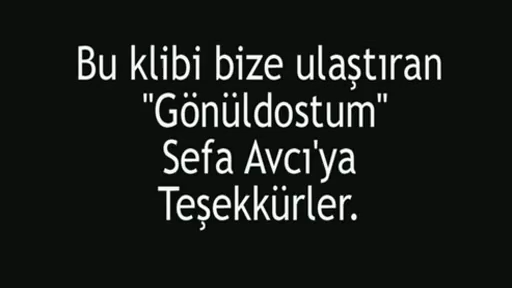 Bu klibi bize ulaştıran
"Gönüldostum"
Sefa Avcı'ya
Teşekkürler.